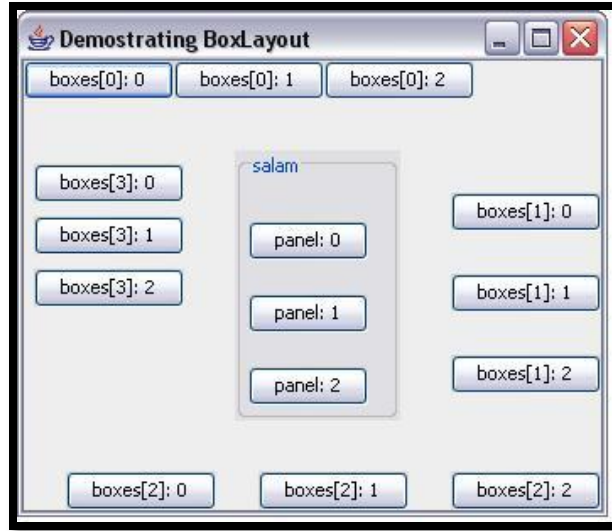 Demostrating BoxLayout
boxes[0]: 0 boxes[0]: 1 boxes[0]: 2
salam
boxes[3]: 0
boxes[3]: 1
boxes[3]: 2
panel: 0
panel: 1
panel: 2
boxes[1]: 0
boxes[1]: 1
boxes[1]: 2
boxes[2]: 0 boxes[2]: 1 boxes[2]: 2